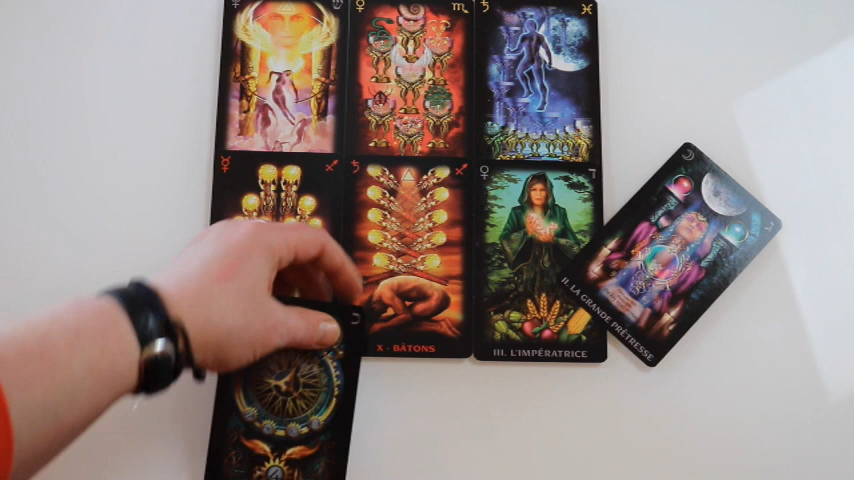 X · BÂTONS
III. L'IMPÉRATRICE
II. LA GRANDE PRÊTRESSE